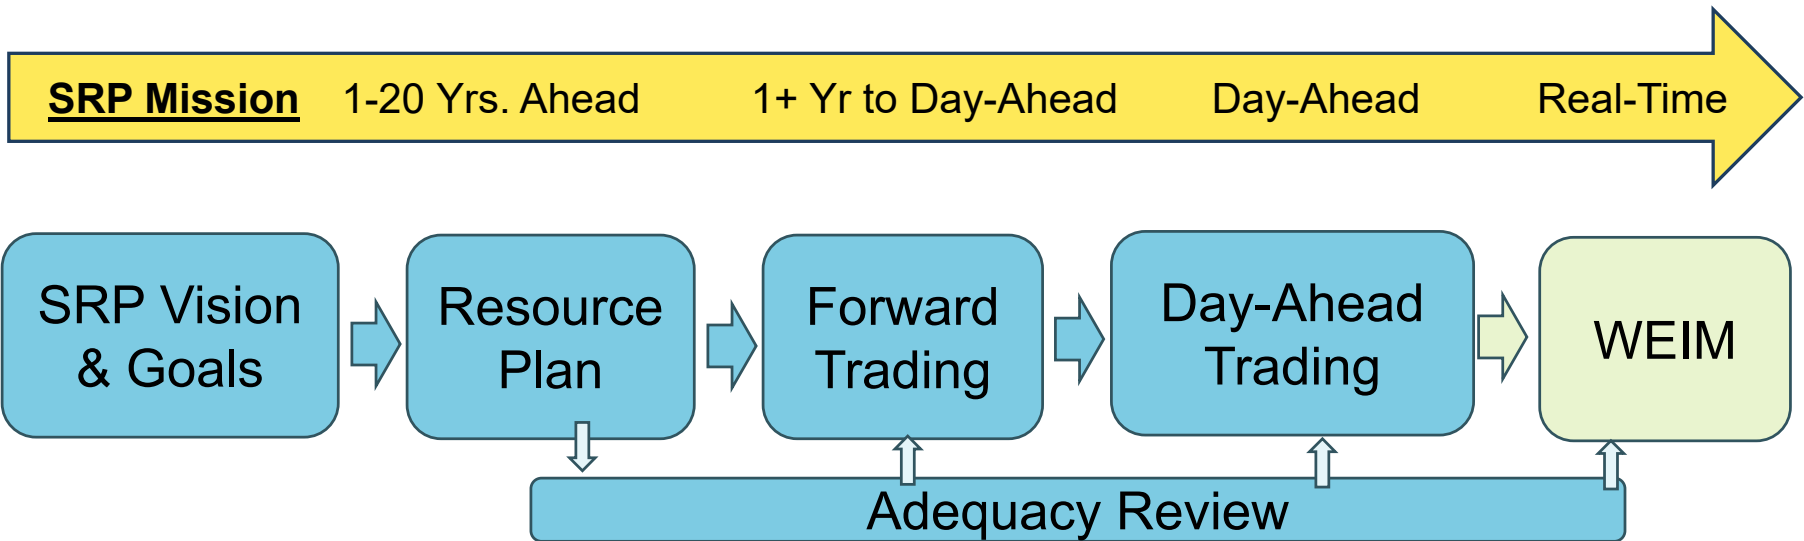 SRP Mission 1-20 Yrs. Ahead 1+ Yr to Day-Ahead Day-Ahead Real-Time
SRP Vision
& Goals
Resource
Plan
Forward
Trading
Day-Ahead
Trading
WEIM
Adequacy Review